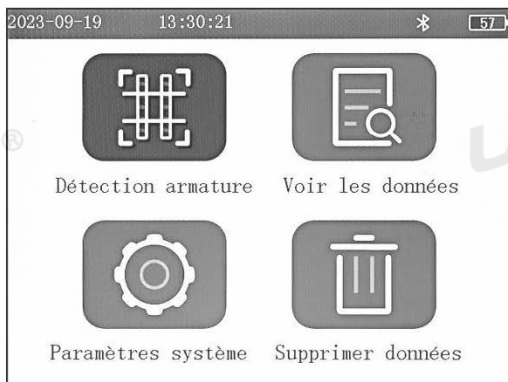 2023-09-19 13:30:21 57
Détection armature Voir les données
Paramètres système Supprimer données